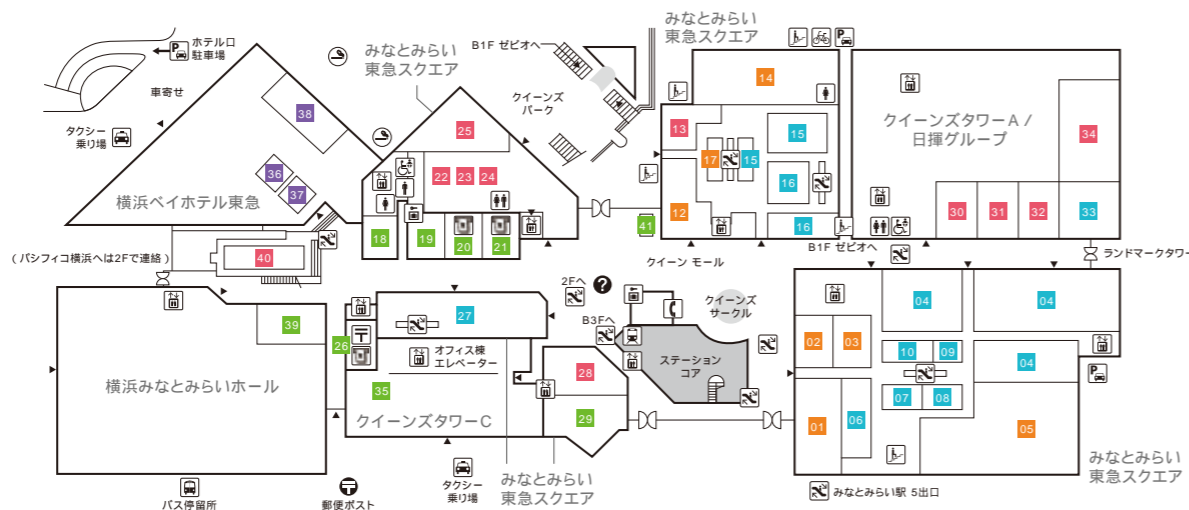 ホテル口
駐車場
車寄せ
タクシー
乗り場
みなとみらい
東急スクエア
B1F ゼビオへ
クイーンズ
パーク
みなとみらい
東急スクエア
P
P
38
36
37
横浜ベイホテル東急
25
22
23
24
18
19
20
21
41
14
13
17
15
15
16
12
16
クイーンズタワーA /
日揮グループ
34
30
31
32
33
B1F ゼビオへ
ランドマークタワー
クイーン モール
(パシフィコ横浜へは2Fで連絡)
40
39
横浜みなとみらいホール
26
27
オフィス棟
エレベーター
35
クイーンズタワーC
28
29
2Fへ
?
B3Fへ
クイーンズ
サークル
ステーション
コア
04
04
02
03
10
09
04
07
08
01
06
05
P
みなとみらい
東急スクエア
みなとみらい
東急スクエア
バス停留所
郵便ポスト
タクシー
乗り場
みなとみらい駅 5出口